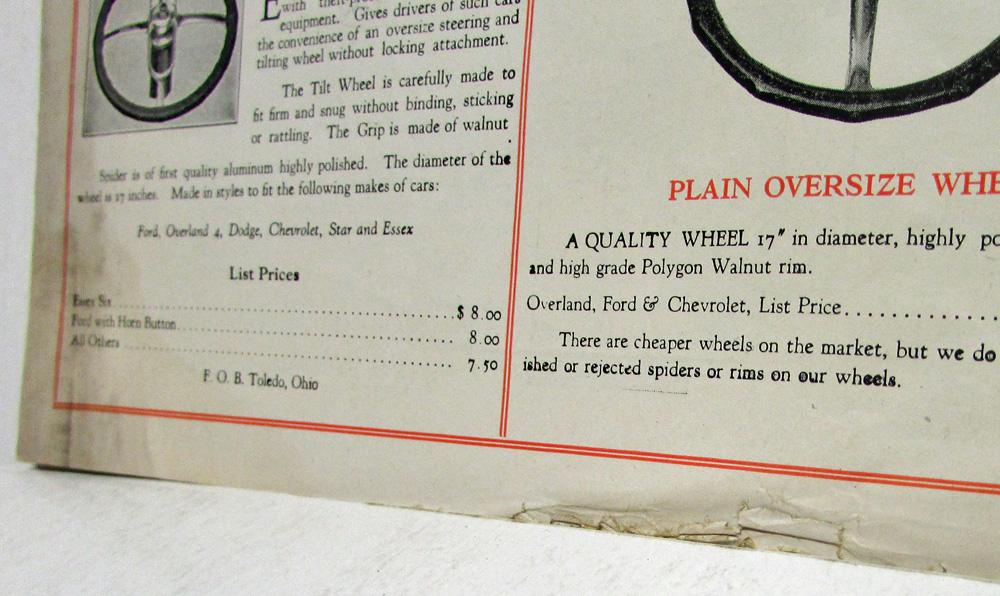 E with their
equipment. Gives drivers of such cars
the convenience of an oversize steering and
tilting wheel without locking attachment.
The Tilt Wheel is carefully made to
fit firm and snug without binding, sticking
or rattling. The Grip is made of walnut
Spider is of first quality aluminum highly polished. The diameter of the
wheel is 17 inches. Made in styles to fit the following makes of cars:
Ford, Overland 4, Dodge, Chevrolet, Star and Essex
List Prices
Essex Six ........ $ 8.00
Ford with Horn Button ........ 8.00
All Others ........ 7.50
F. O. B. Toledo, Ohio
PLAIN OVERSIZE WHE
A QUALITY WHEEL 17" in diameter, highly po
and high grade Polygon Walnut rim.
Overland, Ford & Chevrolet, List Price............
There are cheaper wheels on the market, but we do
ished or rejected spiders or rims on our wheels.